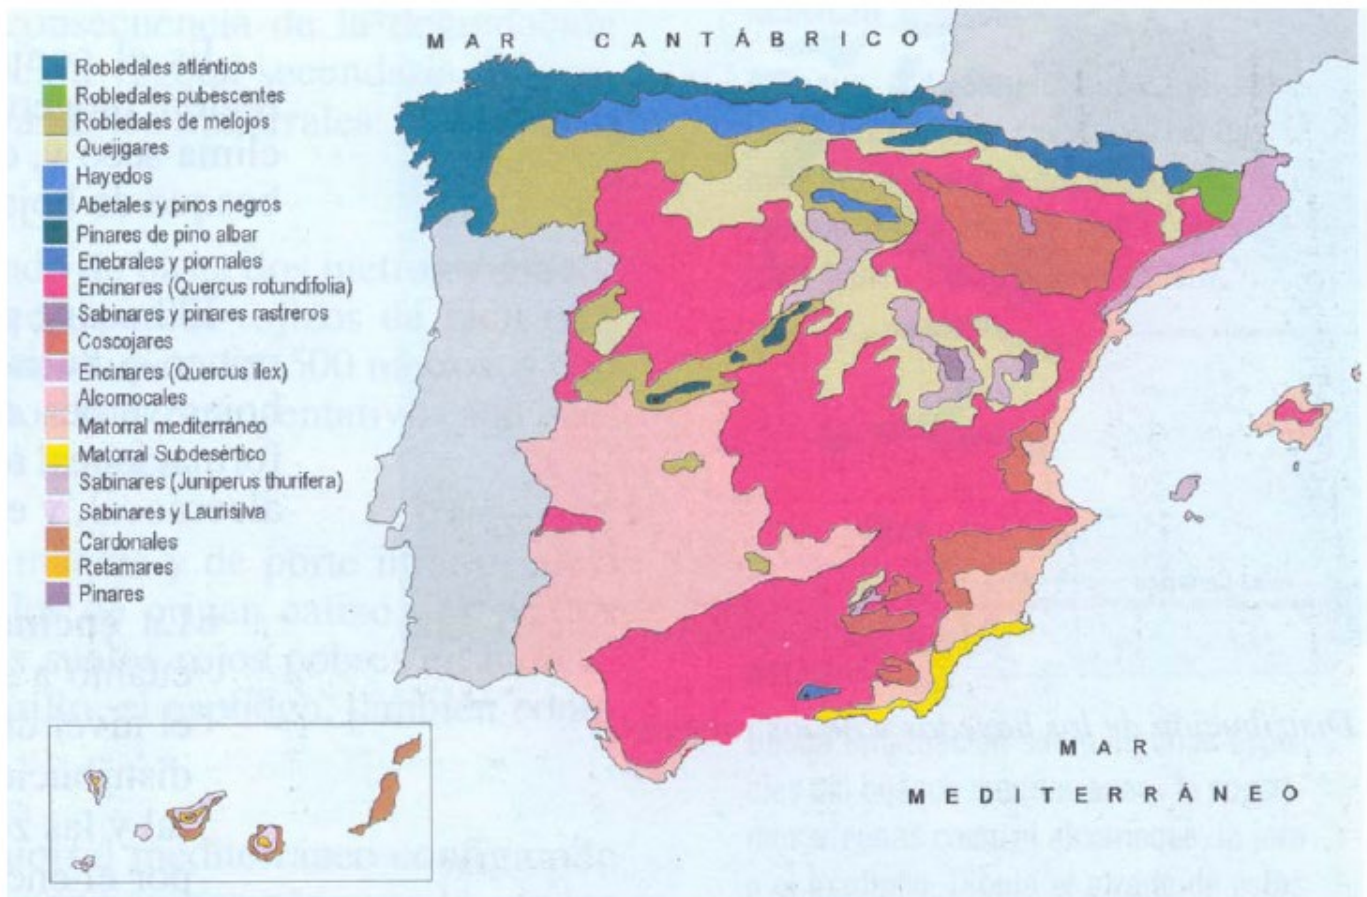 MAR CANTÁBRICO
Robledales atlánticos
Robledales pubescentes
Robledales de melojos
Quejigares
Hayedos
Abetales y pinos negros
Pinares de pino albar
Enebrales y piornales
Encinares (Quercus rotundifolia)
Sabinares y pinares rastreros
Coscojares
Encinares (Quercus ilex)
Alcornocales
Matorral mediterráneo
Matorral Subdesértico
Sabinares (Juniperus thurifera)
Sabinares y Laurisilva
Cardonales
Retamares
Pinares
MAR
MEDITERRÁNEO